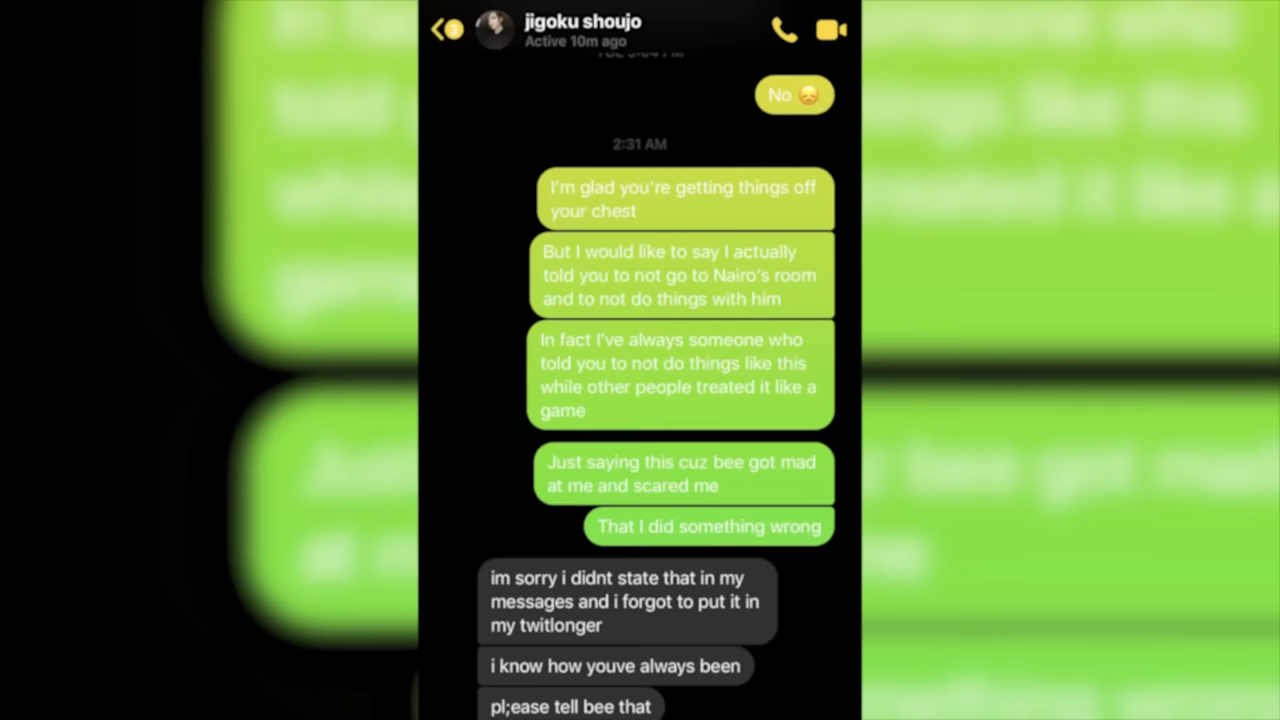 jigoku shoujo
Active 10m ago
No 😞
2:31 AM
I'm glad you're getting things off
your chest
But I would like to say I actually
told you to not go to Nairo's room
and to not do things with him
In fact I've always someone who
told you to not do things like this
while other people treated it like a
game
Just saying this cuz bee got mad
at me and scared me
That I did something wrong
im sorry i didnt state that in my
messages and i forgot to put it in
my twitlonger
i know how youve always been
pl;ease tell bee that